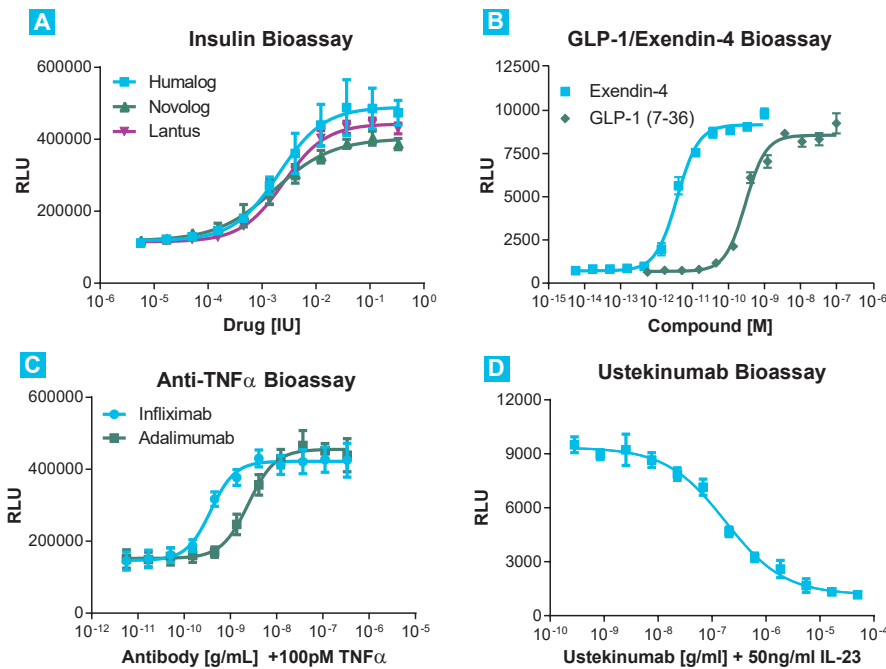 A
Insulin Bioassay
600000
400000
200000
0
RLU
Humalog
Novolog
Lantus
10-6 10-5 10-4 10-3 10-2 10-1 100
Drug [IU]
B
GLP-1/Exendin-4 Bioassay
12500
10000
7500
5000
2500
0
RLU
Exendin-4
GLP-1 (7-36)
10-15 10-14 10-13 10-12 10-11 10-10 10-9 10-8 10-7 10-6
Compound [M]
C
Anti-TNFα Bioassay
600000
400000
200000
0
RLU
Infliximab
Adalimumab
10-12 10-11 10-10 10-9 10-8 10-7 10-6 10-5
Antibody [g/mL] +100pM TNFα
D
Ustekinumab Bioassay
12000
9000
6000
3000
0
RLU
10-10 10-9 10-8 10-7 10-6 10-5 10-4
Ustekinumab [g/ml] + 50ng/ml IL-23